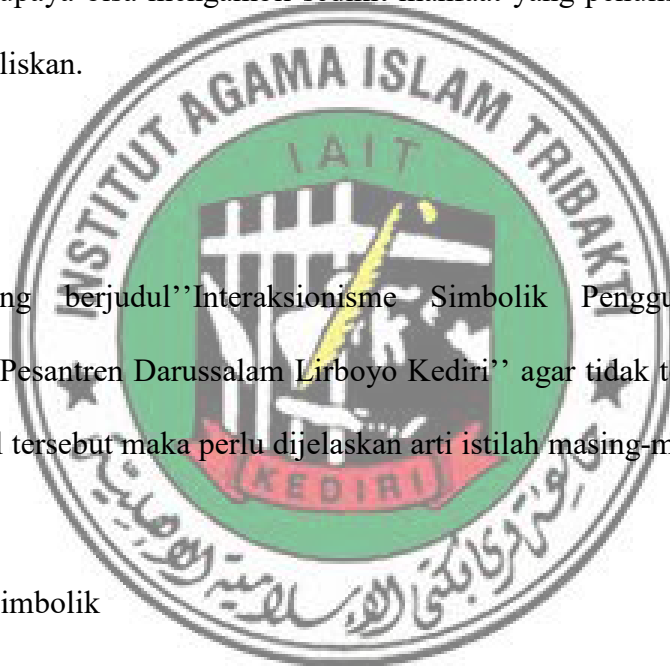 liskan.
INSTITUT AGAMA ISLAM TRIBAKTI
IAIT
ng berjudul’’Interaksionisme Simbolik Penggu
Pesantren Darussalam Lirboyo Kediri’’ agar tidak t
l tersebut maka perlu dijelaskan arti istilah masing-m
KEDIRI
imbolik